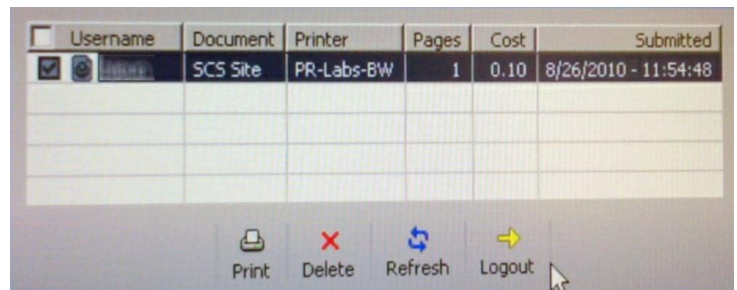 Username Document Printer Pages Cost Submitted
SCS Site PR-Labs-BW 1 0.10 8/26/2010 - 11:54:48
Print Delete Refresh Logout